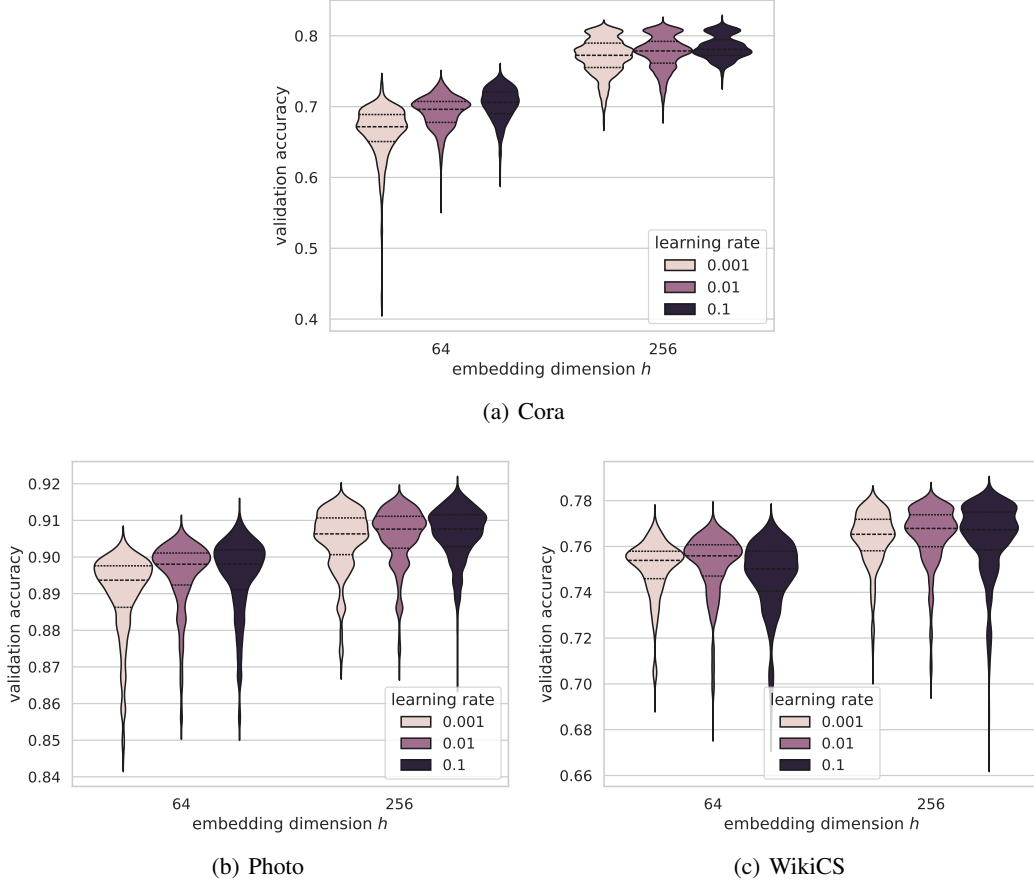 validation accuracy
0.8
0.7
0.6
0.5
0.4
learning rate
0.001
0.01
0.1
64 256
embedding dimension h
(a) Cora
validation accuracy
0.92
0.91
0.90
0.89
0.88
0.87
0.86
0.85
0.84
learning rate
0.001
0.01
0.1
64 256
embedding dimension h
(b) Photo
validation accuracy
0.78
0.76
0.74
0.72
0.70
0.68
0.66
learning rate
0.001
0.01
0.1
64 256
embedding dimension h
(c) WikiCS